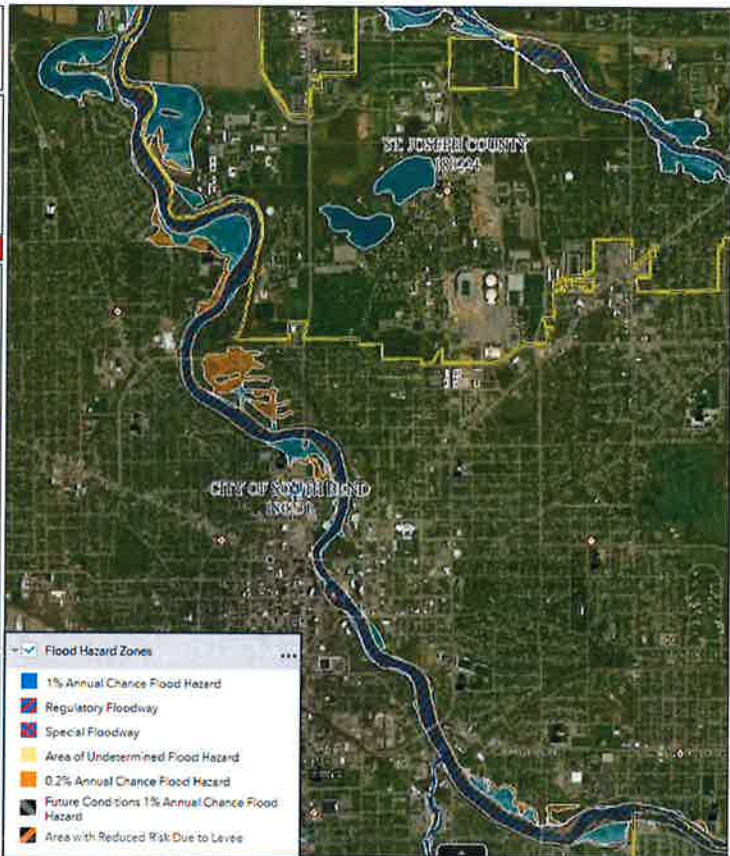 ST. JOSEPH COUNTY
180224
CITY OF SOUTH BEND
Flood Hazard Zones
1% Annual Chance Flood Hazard
Regulatory Floodway
Special Floodway
Area of Undetermined Flood Hazard
0.2% Annual Chance Flood Hazard
Future Conditions 1% Annual Chance Flood
Hazard
Area with Reduced Risk Due to Levee